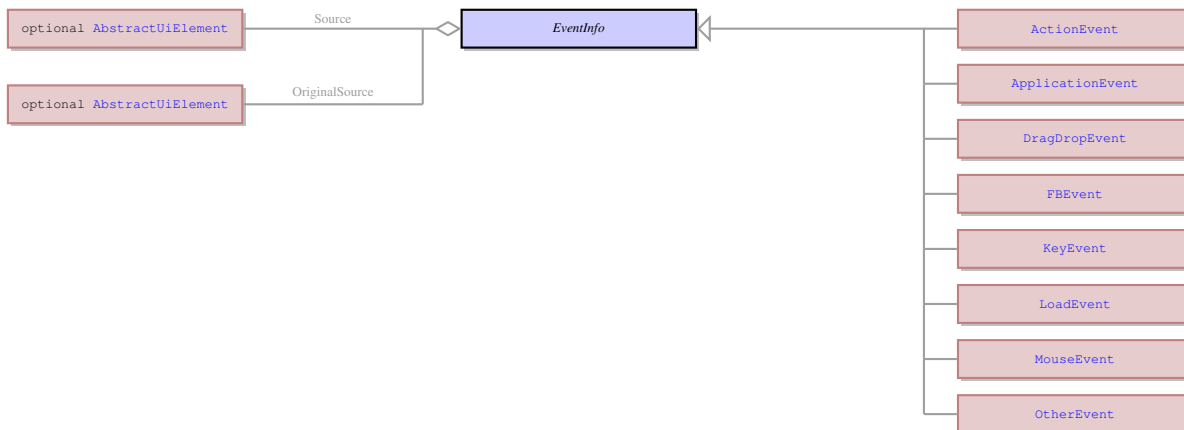 Source
optional AbstractUiElement
EventInfo
ActionEvent
ApplicationEvent
OriginalSource
optional AbstractUiElement
DragDropEvent
FBEvent
KeyEvent
LoadEvent
MouseEvent
OtherEvent